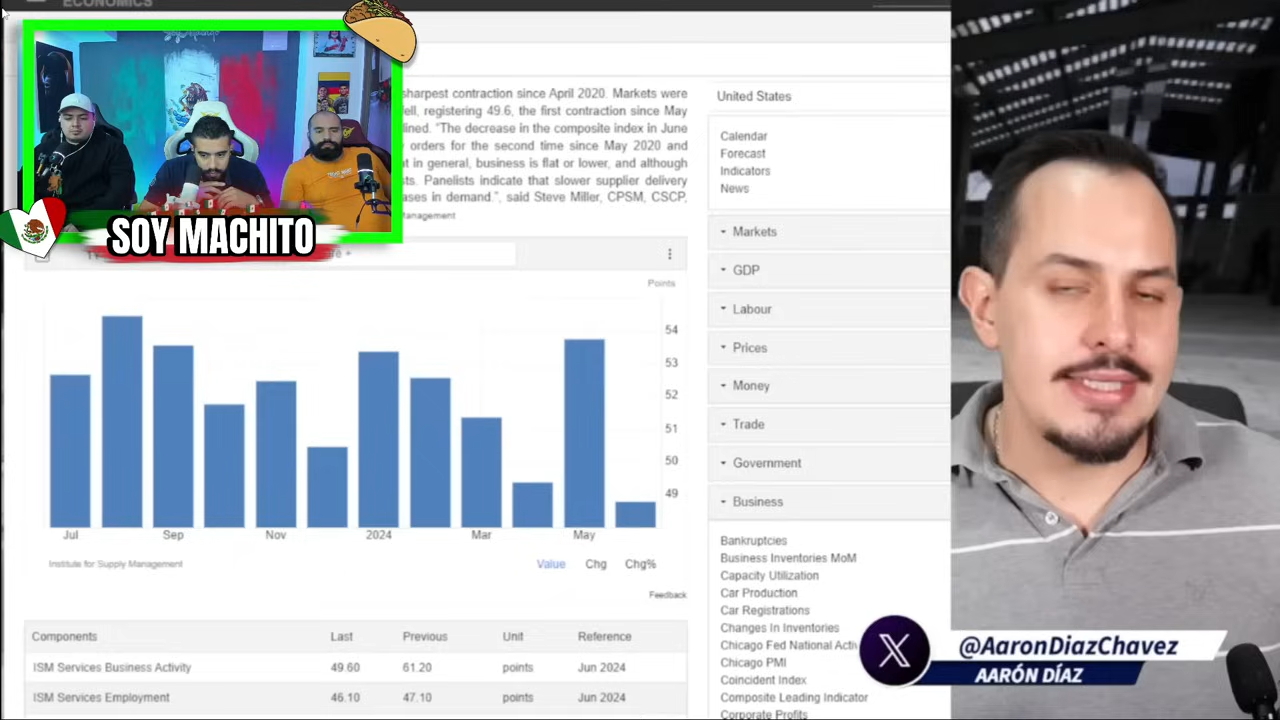 ECONOMICS
sharpest contraction since April 2020. Markets were
ell, registering 49.6, the first contraction since May
lined. "The decrease in the composite index in June
orders for the second time since May 2020 and
t in general, business is flat or lower, and although
sts. Panelists indicate that slower supplier delivery
ases in demand.", said Steve Miller, CPSM, CSCP,
anagement
SOY MACHITO
Points
54
53
52
51
50
49
Jul Sep Nov 2024 Mar May
Institute for Supply Management
Value Chg Chg%
Feedback
Components Last Previous Unit Reference
ISM Services Business Activity 49.60 61.20 points Jun 2024
ISM Services Employment 46.10 47.10 points Jun 2024
United States
Calendar
Forecast
Indicators
News
Markets
GDP
Labour
Prices
Money
Trade
Government
Business
Bankruptcies
Business Inventories MoM
Capacity Utilization
Car Production
Car Registrations
Changes In Inventories
Chicago Fed National Activ
Chicago PMI
Coincident Index
Composite Leading Indicator
Corporate Profits
X
@AaronDiazChavez
AARÓN DÍAZ